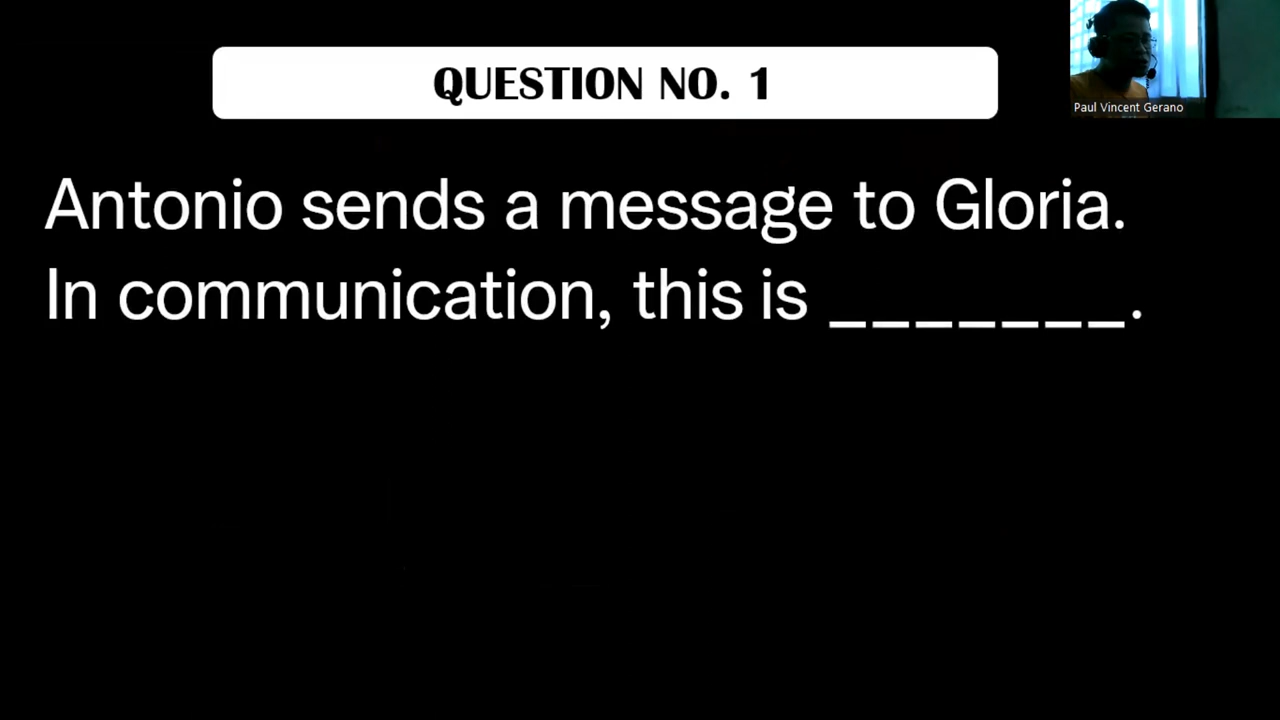 QUESTION NO. 1
Paul Vincent Gerano
Antonio sends a message to Gloria.
In communication, this is _______.